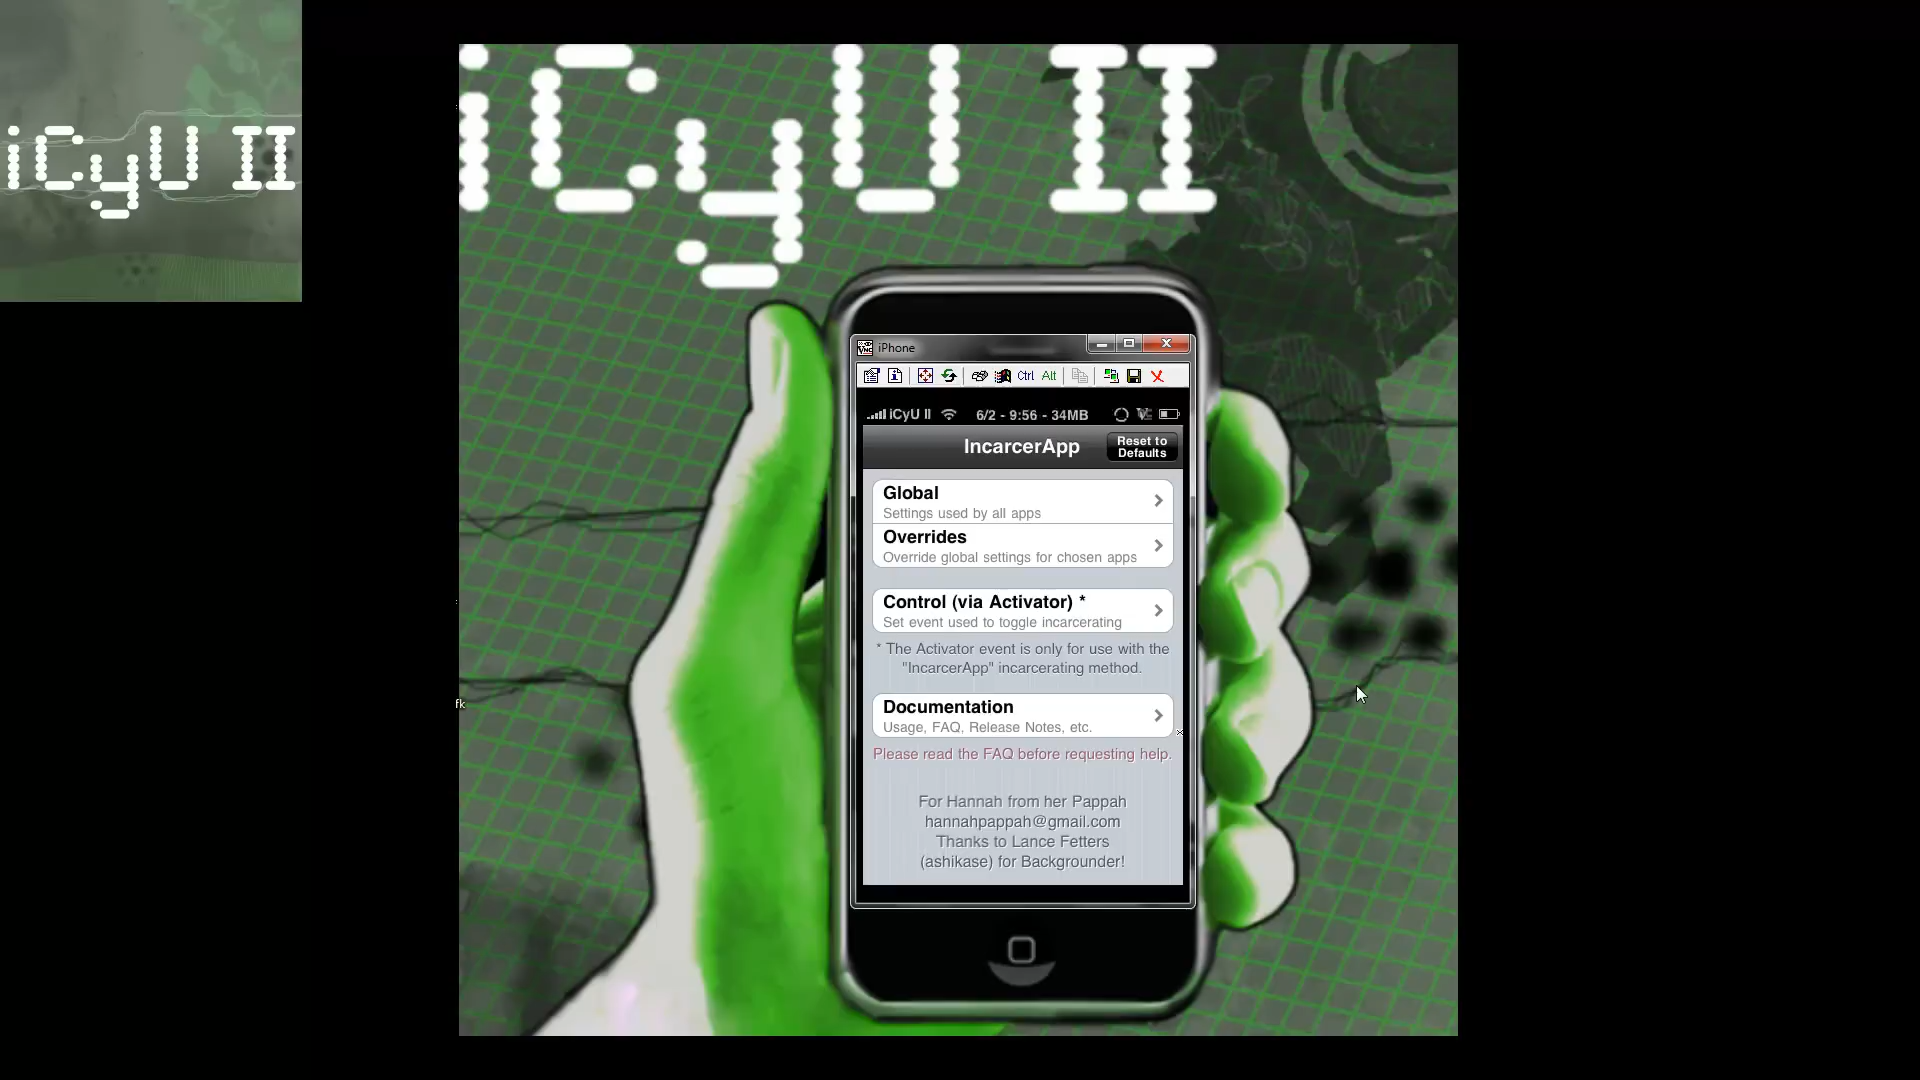 iCyU II
iCyU II
iPhone
Ctrl Alt
iCyU II 6/2 - 9:56 - 34MB
IncarcerApp
Reset to
Defaults
Global
Settings used by all apps
Overrides
Override global settings for chosen apps
Control (via Activator) *
Set event used to toggle incarcerating
* The Activator event is only for use with the
"IncarcerApp" incarcerating method.
fk
Documentation
Usage, FAQ, Release Notes, etc.
Please read the FAQ before requesting help.
For Hannah from her Pappah
hannahpappah@gmail.com
Thanks to Lance Fetters
(ashikase) for Backgrounder!